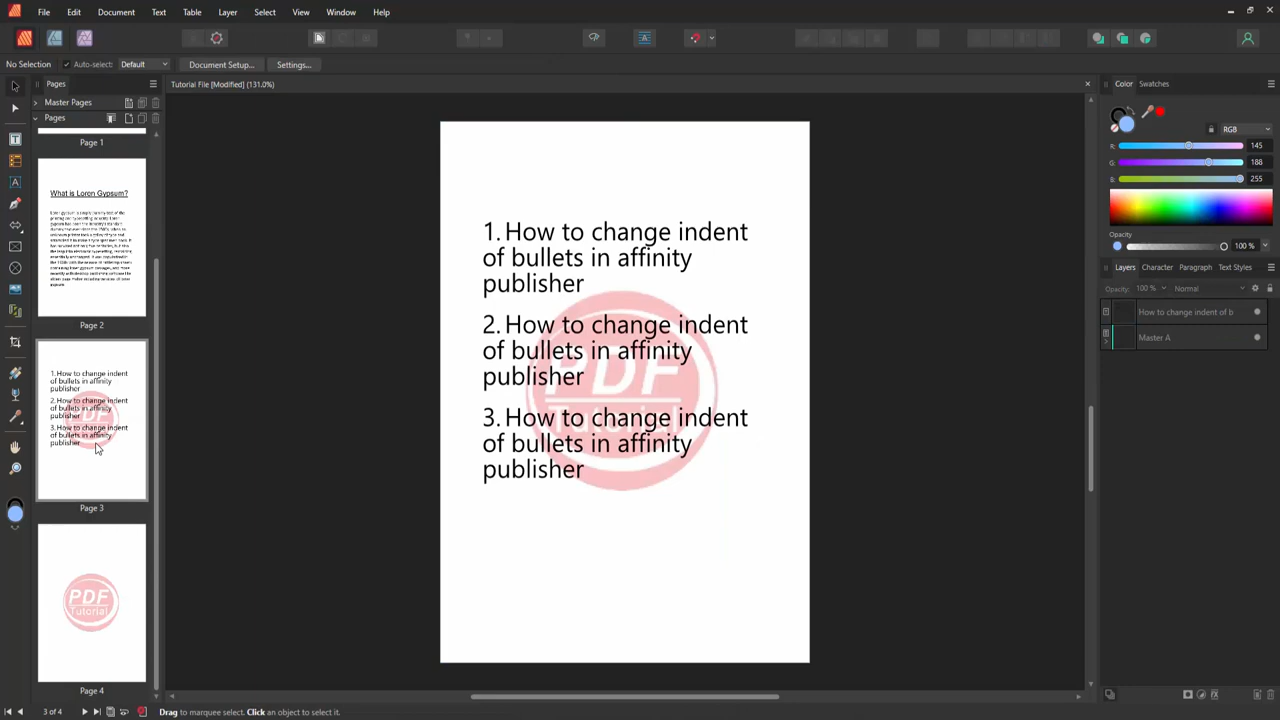 File Edit Document Text Table Layer Select View Window Help
No Selection Auto-select: Default Document Setup... Settings...
Pages
Tutorial File [Modified] (131.0%)
Color Swatches
Master Pages
Pages
Page 1
RGB
R: 145
G: 188
B: 255
What is Loron Gypsum?
Page 2
Opacity
100 %
Layers Character Paragraph Text Styles
Opacity: 100 % Normal
How to change indent of b
Master A
1. How to change indent
of bullets in affinity
publisher
2. How to change indent
of bullets in affinity
publisher
3. How to change indent
of bullets in affinity
publisher
PDF
Tutorial
1. How to change indent
of bullets in affinity
publisher
2. How to change indent
of bullets in affinity
publisher
3. How to change indent
of bullets in affinity
publisher
Page 3
PDF
Tutorial
Page 4
3 of 4
Drag to marquee select. Click an object to select it.